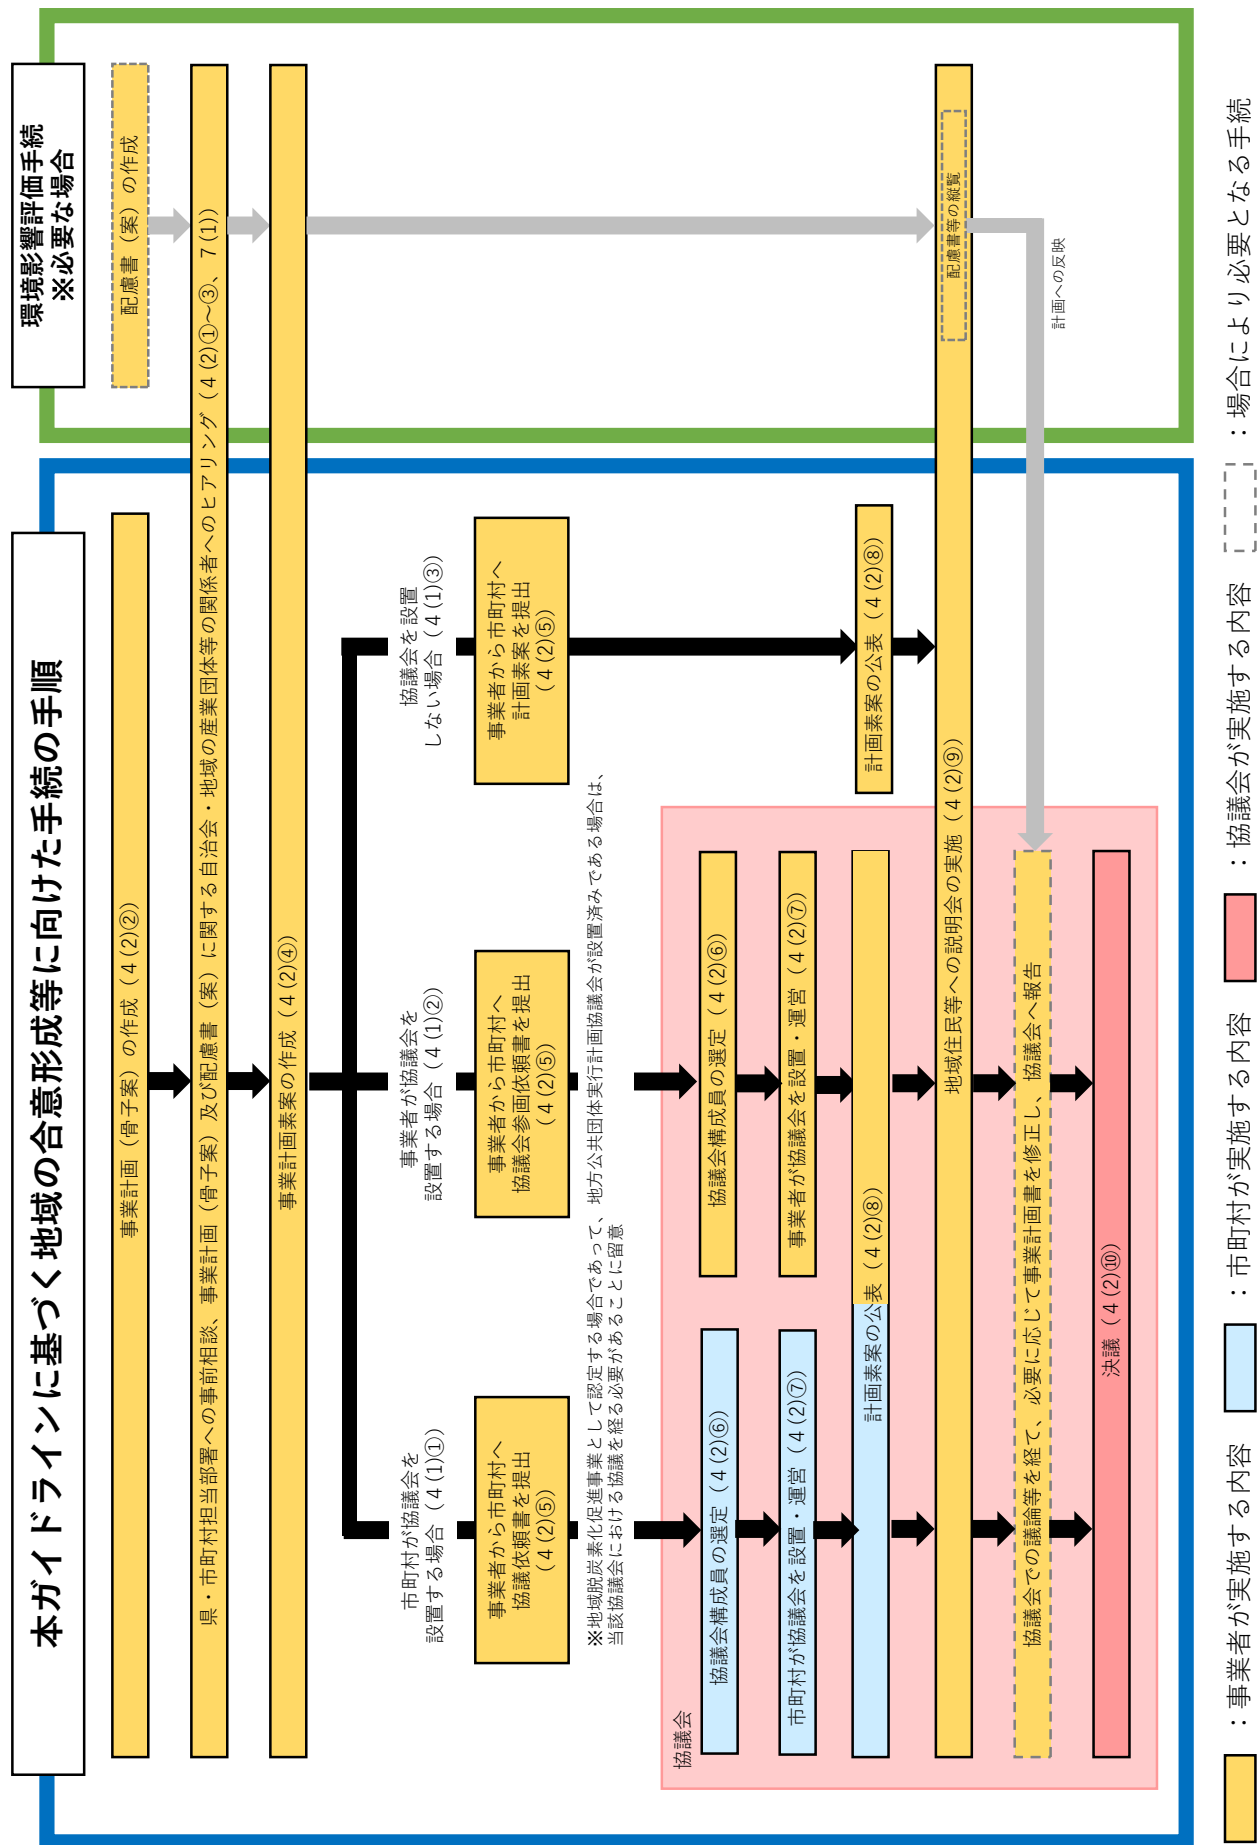 本ガイドラインに基づく地域の合意形成等に向けた手続の手順
環境影響評価手続
※必要な場合
事業計画（骨子案）の作成（４(２)②）
配慮書（案）の作成
県・市町村担当部署への事前相談、事業計画（骨子案）及び配慮書（案）に関する自治会・地域の産業団体等の関係者へのヒアリング（４(２)①～③、７(１)）
事業計画素案の作成（４(２)④）
市町村が協議会を
設置する場合（４(１)①）
事業者が協議会を
設置する場合（４(１)②）
協議会を設置
しない場合（４(１)③）
事業者から市町村へ
協議依頼書を提出
（４(２)⑤）
事業者から市町村へ
協議会参画依頼書を提出
（４(２)⑤）
事業者から市町村へ
計画素案を提出
（４(２)⑤）
※地域脱炭素化促進事業として認定する場合であって、地方公共団体実行計画協議会が設置済みである場合は、
当該協議会における協議を経る必要があることに留意
協議会
協議会構成員の選定（４(２)⑥）
協議会構成員の選定（４(２)⑥）
市町村が協議会を設置・運営（４(２)⑦）
事業者が協議会を設置・運営（４(２)⑦）
計画素案の公表（４(２)⑧）
計画素案の公表（４(２)⑧）
地域住民等への説明会の実施（４(２)⑨）
配慮書等の縦覧
協議会での議論等を経て、必要に応じて事業計画書を修正し、協議会へ報告
計画への反映
決議（４(２)⑩）
：事業者が実施する内容
：市町村が実施する内容
：協議会が実施する内容
：場合により必要となる手続